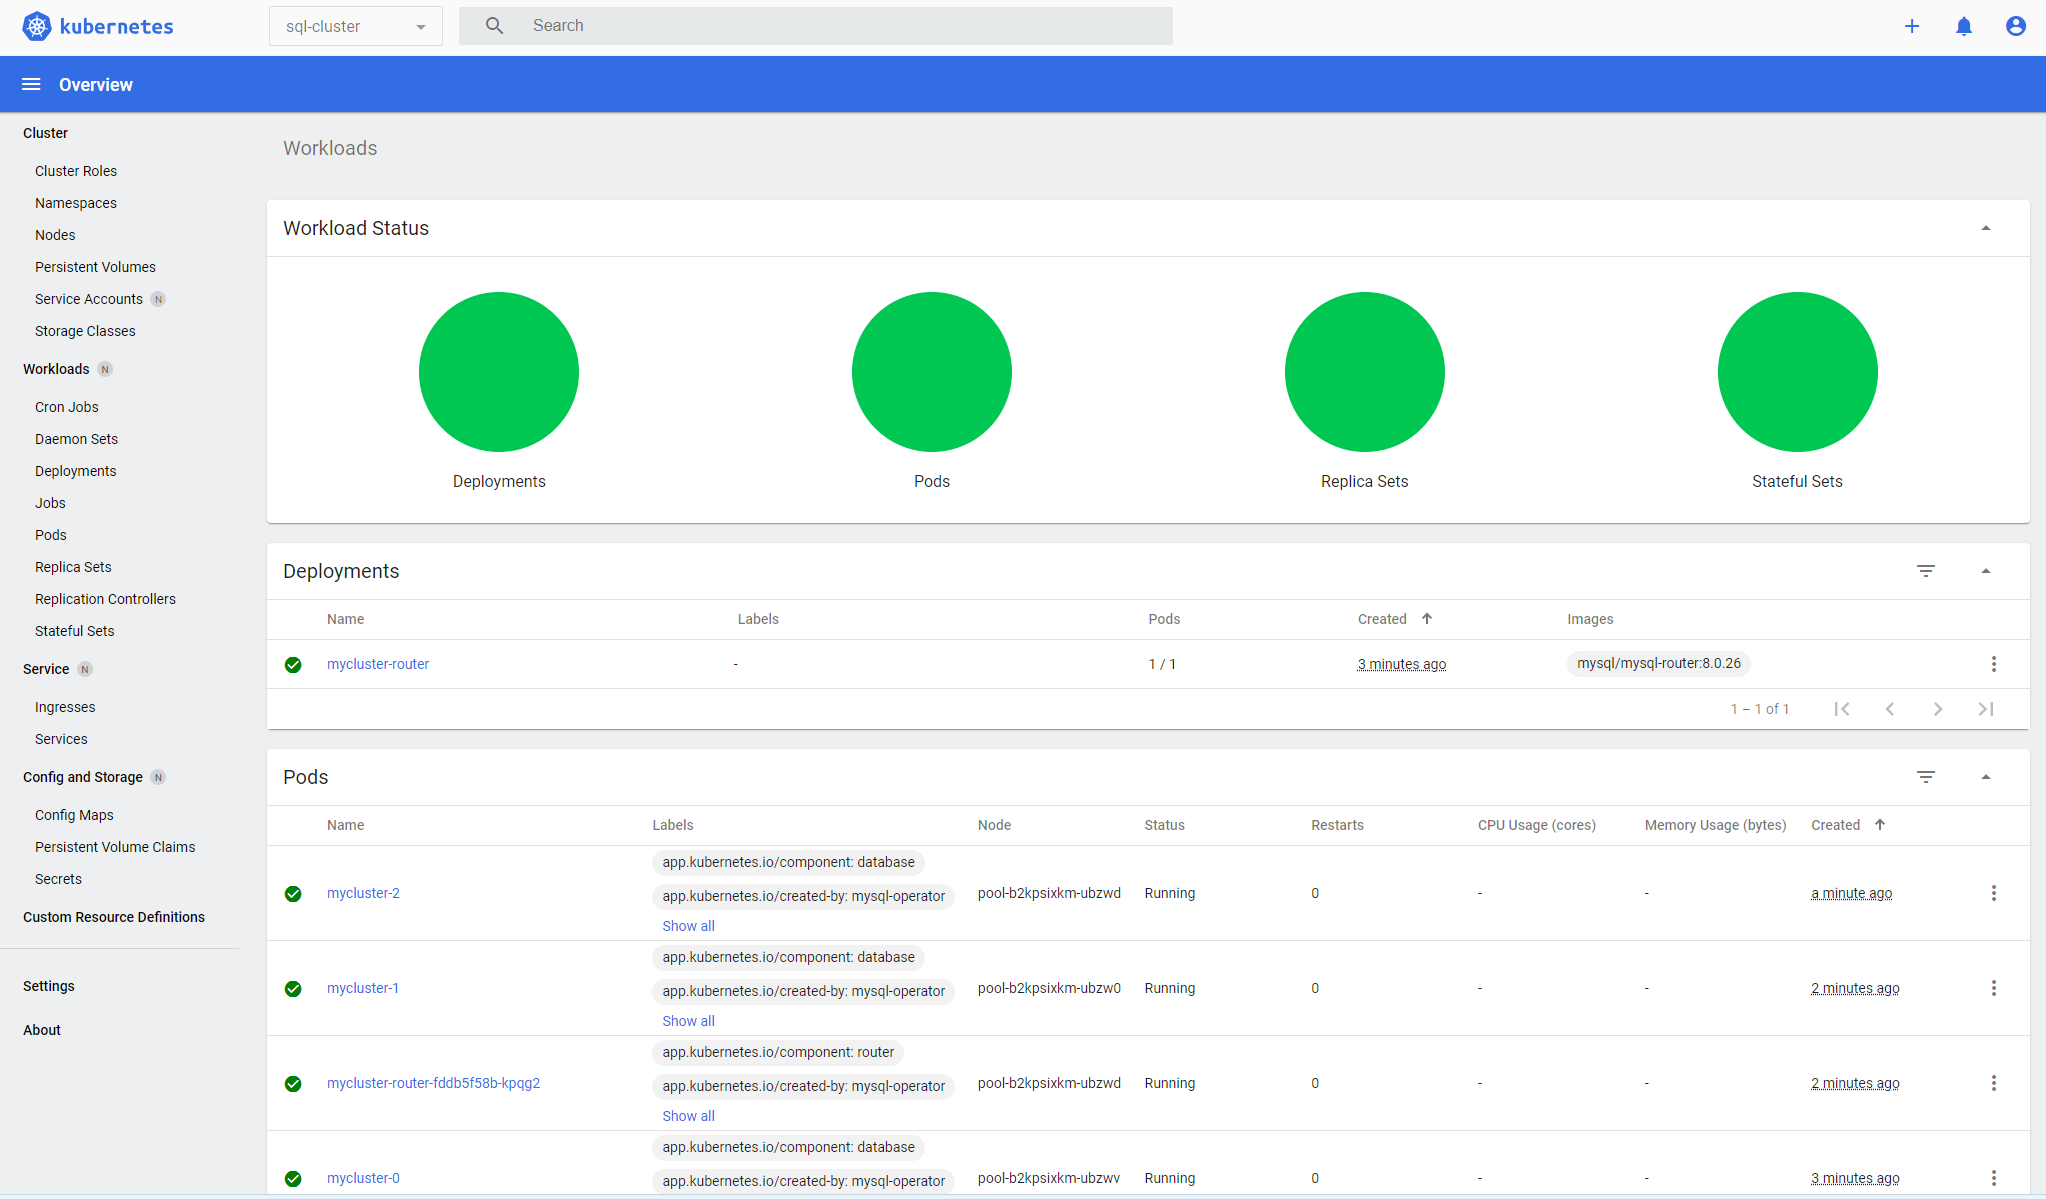 kubernetes
sql-cluster
Search
Overview
Cluster
Cluster Roles
Namespaces
Nodes
Persistent Volumes
Service Accounts N
Storage Classes
Workloads N
Cron Jobs
Daemon Sets
Deployments
Jobs
Pods
Replica Sets
Replication Controllers
Stateful Sets
Service N
Ingresses
Services
Config and Storage N
Config Maps
Persistent Volume Claims
Secrets
Custom Resource Definitions
Settings
About
Workloads
Workload Status
Deployments Pods Replica Sets Stateful Sets
Deployments
Name Labels Pods Created Images
mycluster-router - 1 / 1 3 minutes ago mysql/mysql-router:8.0.26
1 – 1 of 1
Pods
Name Labels Node Status Restarts CPU Usage (cores) Memory Usage (bytes) Created
app.kubernetes.io/component: database
mycluster-2 app.kubernetes.io/created-by: mysql-operator pool-b2kpsixkm-ubzwd Running 0 - - a minute ago
Show all
app.kubernetes.io/component: database
mycluster-1 app.kubernetes.io/created-by: mysql-operator pool-b2kpsixkm-ubzw0 Running 0 - - 2 minutes ago
Show all
app.kubernetes.io/component: router
mycluster-router-fddb5f58b-kpqg2 app.kubernetes.io/created-by: mysql-operator pool-b2kpsixkm-ubzwd Running 0 - - 2 minutes ago
Show all
app.kubernetes.io/component: database
mycluster-0 app.kubernetes.io/created-by: mysql-operator pool-b2kpsixkm-ubzwv Running 0 - - 3 minutes ago